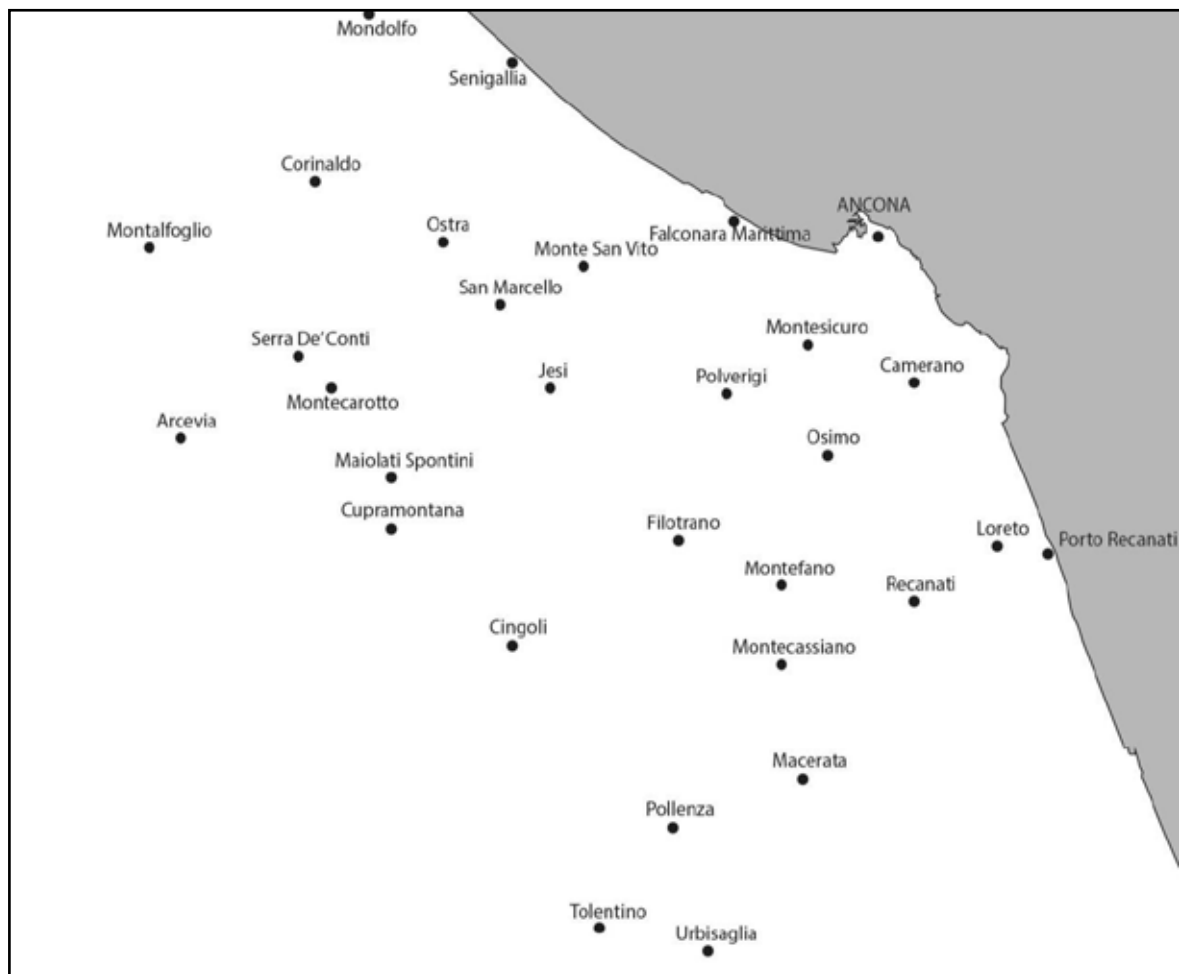 Mondolfo
Senigallia
Corinaldo
ANCONA
Montalfoglio
Ostra
Falconara Marittima
Monte San Vito
San Marcello
Montesicuro
Serra De'Conti
Camerano
Jesi
Polverigi
Montecarotto
Arcevia
Osimo
Maiolati Spontini
Cupramontana
Filotrano
Loreto
Porto Recanati
Montefano
Recanati
Cingoli
Montecassiano
Macerata
Pollenza
Tolentino
Urbisaglia